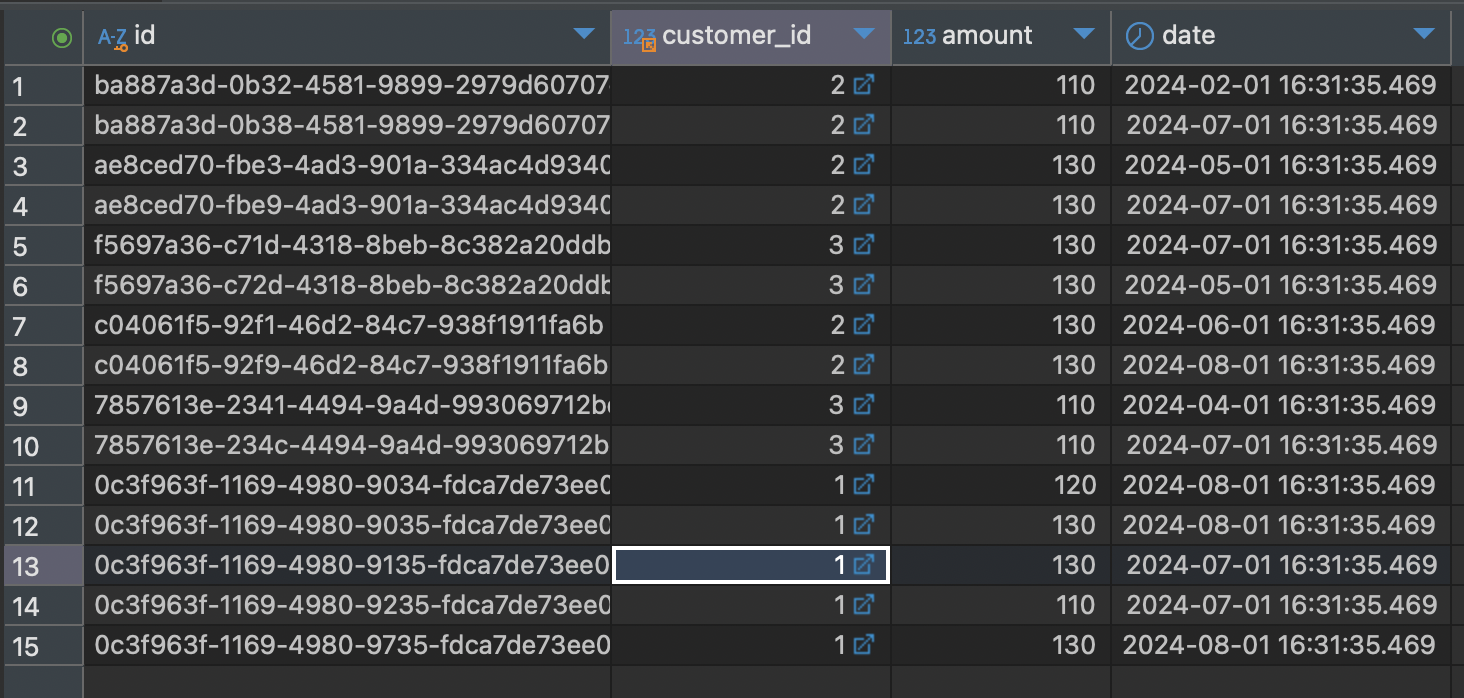 A-Z id 123 customer_id 123 amount date
1 ba887a3d-0b32-4581-9899-2979d60707 2 110 2024-02-01 16:31:35.469
2 ba887a3d-0b38-4581-9899-2979d60707 2 110 2024-07-01 16:31:35.469
3 ae8ced70-fbe3-4ad3-901a-334ac4d9340 2 130 2024-05-01 16:31:35.469
4 ae8ced70-fbe9-4ad3-901a-334ac4d9340 2 130 2024-07-01 16:31:35.469
5 f5697a36-c71d-4318-8beb-8c382a20ddb 3 130 2024-07-01 16:31:35.469
6 f5697a36-c72d-4318-8beb-8c382a20ddb 3 130 2024-05-01 16:31:35.469
7 c04061f5-92f1-46d2-84c7-938f1911fa6b 2 130 2024-06-01 16:31:35.469
8 c04061f5-92f9-46d2-84c7-938f1911fa6b 2 130 2024-08-01 16:31:35.469
9 7857613e-2341-4494-9a4d-993069712b 3 110 2024-04-01 16:31:35.469
10 7857613e-234c-4494-9a4d-993069712b 3 110 2024-07-01 16:31:35.469
11 0c3f963f-1169-4980-9034-fdca7de73ee0 1 120 2024-08-01 16:31:35.469
12 0c3f963f-1169-4980-9035-fdca7de73ee0 1 130 2024-08-01 16:31:35.469
13 0c3f963f-1169-4980-9135-fdca7de73ee0 1 130 2024-07-01 16:31:35.469
14 0c3f963f-1169-4980-9235-fdca7de73ee0 1 110 2024-07-01 16:31:35.469
15 0c3f963f-1169-4980-9735-fdca7de73ee0 1 130 2024-08-01 16:31:35.469